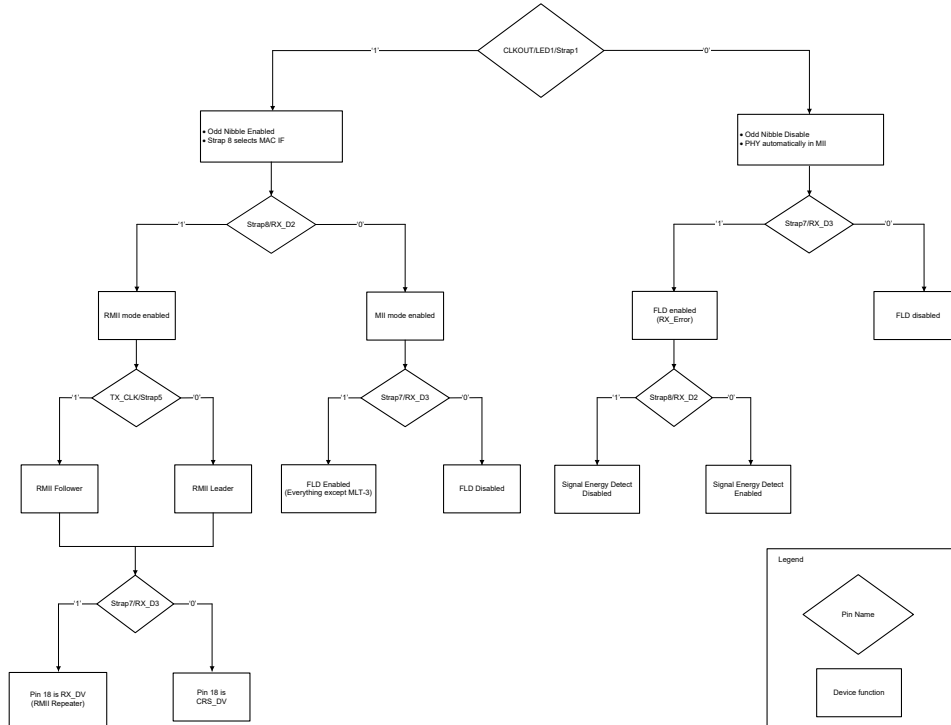 CLKOUT/LED1/Strap1
'1'
'0'
• Odd Nibble Enabled
• Strap 8 selects MAC IF
• Odd Nibble Disable
• PHY automatically in MII
Strap8/RX_D2
'1'
'0'
Strap7/RX_D3
'1'
'0'
RMII mode enabled
MII mode enabled
FLD enabled
(RX_Error)
FLD disabled
TX_CLK/Strap5
'1'
'0'
Strap7/RX_D3
'1'
'0'
Strap8/RX_D2
'1'
'0'
RMII Follower
RMII Leader
FLD Enabled
(Everything except MLT-3)
FLD Disabled
Signal Energy Detect
Disabled
Signal Energy Detect
Enabled
Strap7/RX_D3
'1'
'0'
Pin 18 is RX_DV
(RMII Repeater)
Pin 18 is
CRS_DV
Legend
Pin Name
Device function